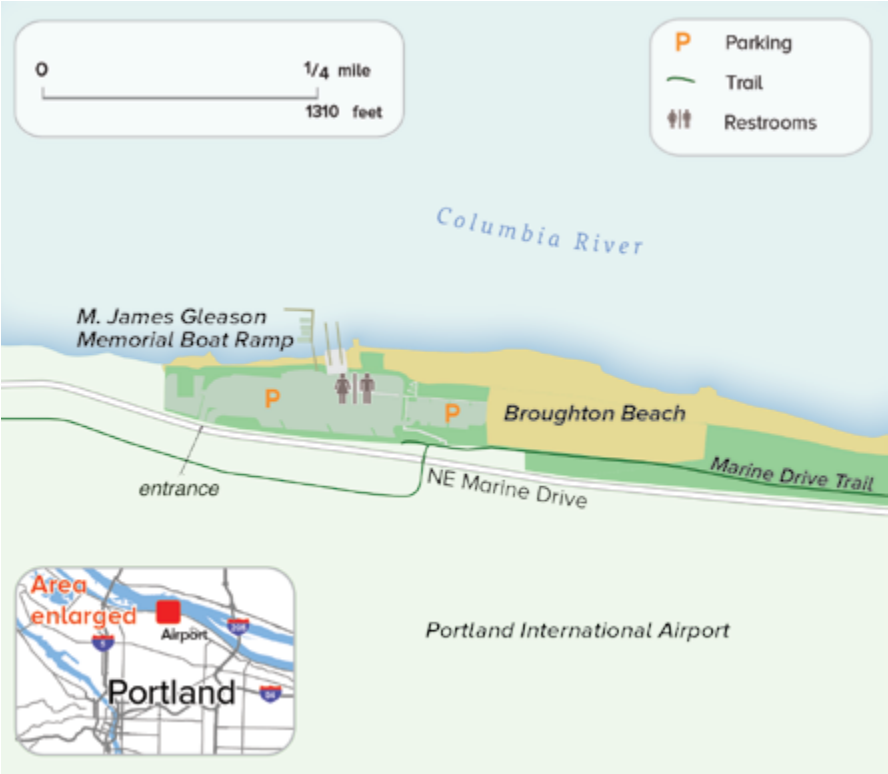 0
1/4 mile
1310 feet
P Parking
Trail
Restrooms
Columbia River
M. James Gleason
Memorial Boat Ramp
P
P
Broughton Beach
Marine Drive Trail
NE Marine Drive
entrance
Portland International Airport
Area
enlarged
Airport
5
Portland